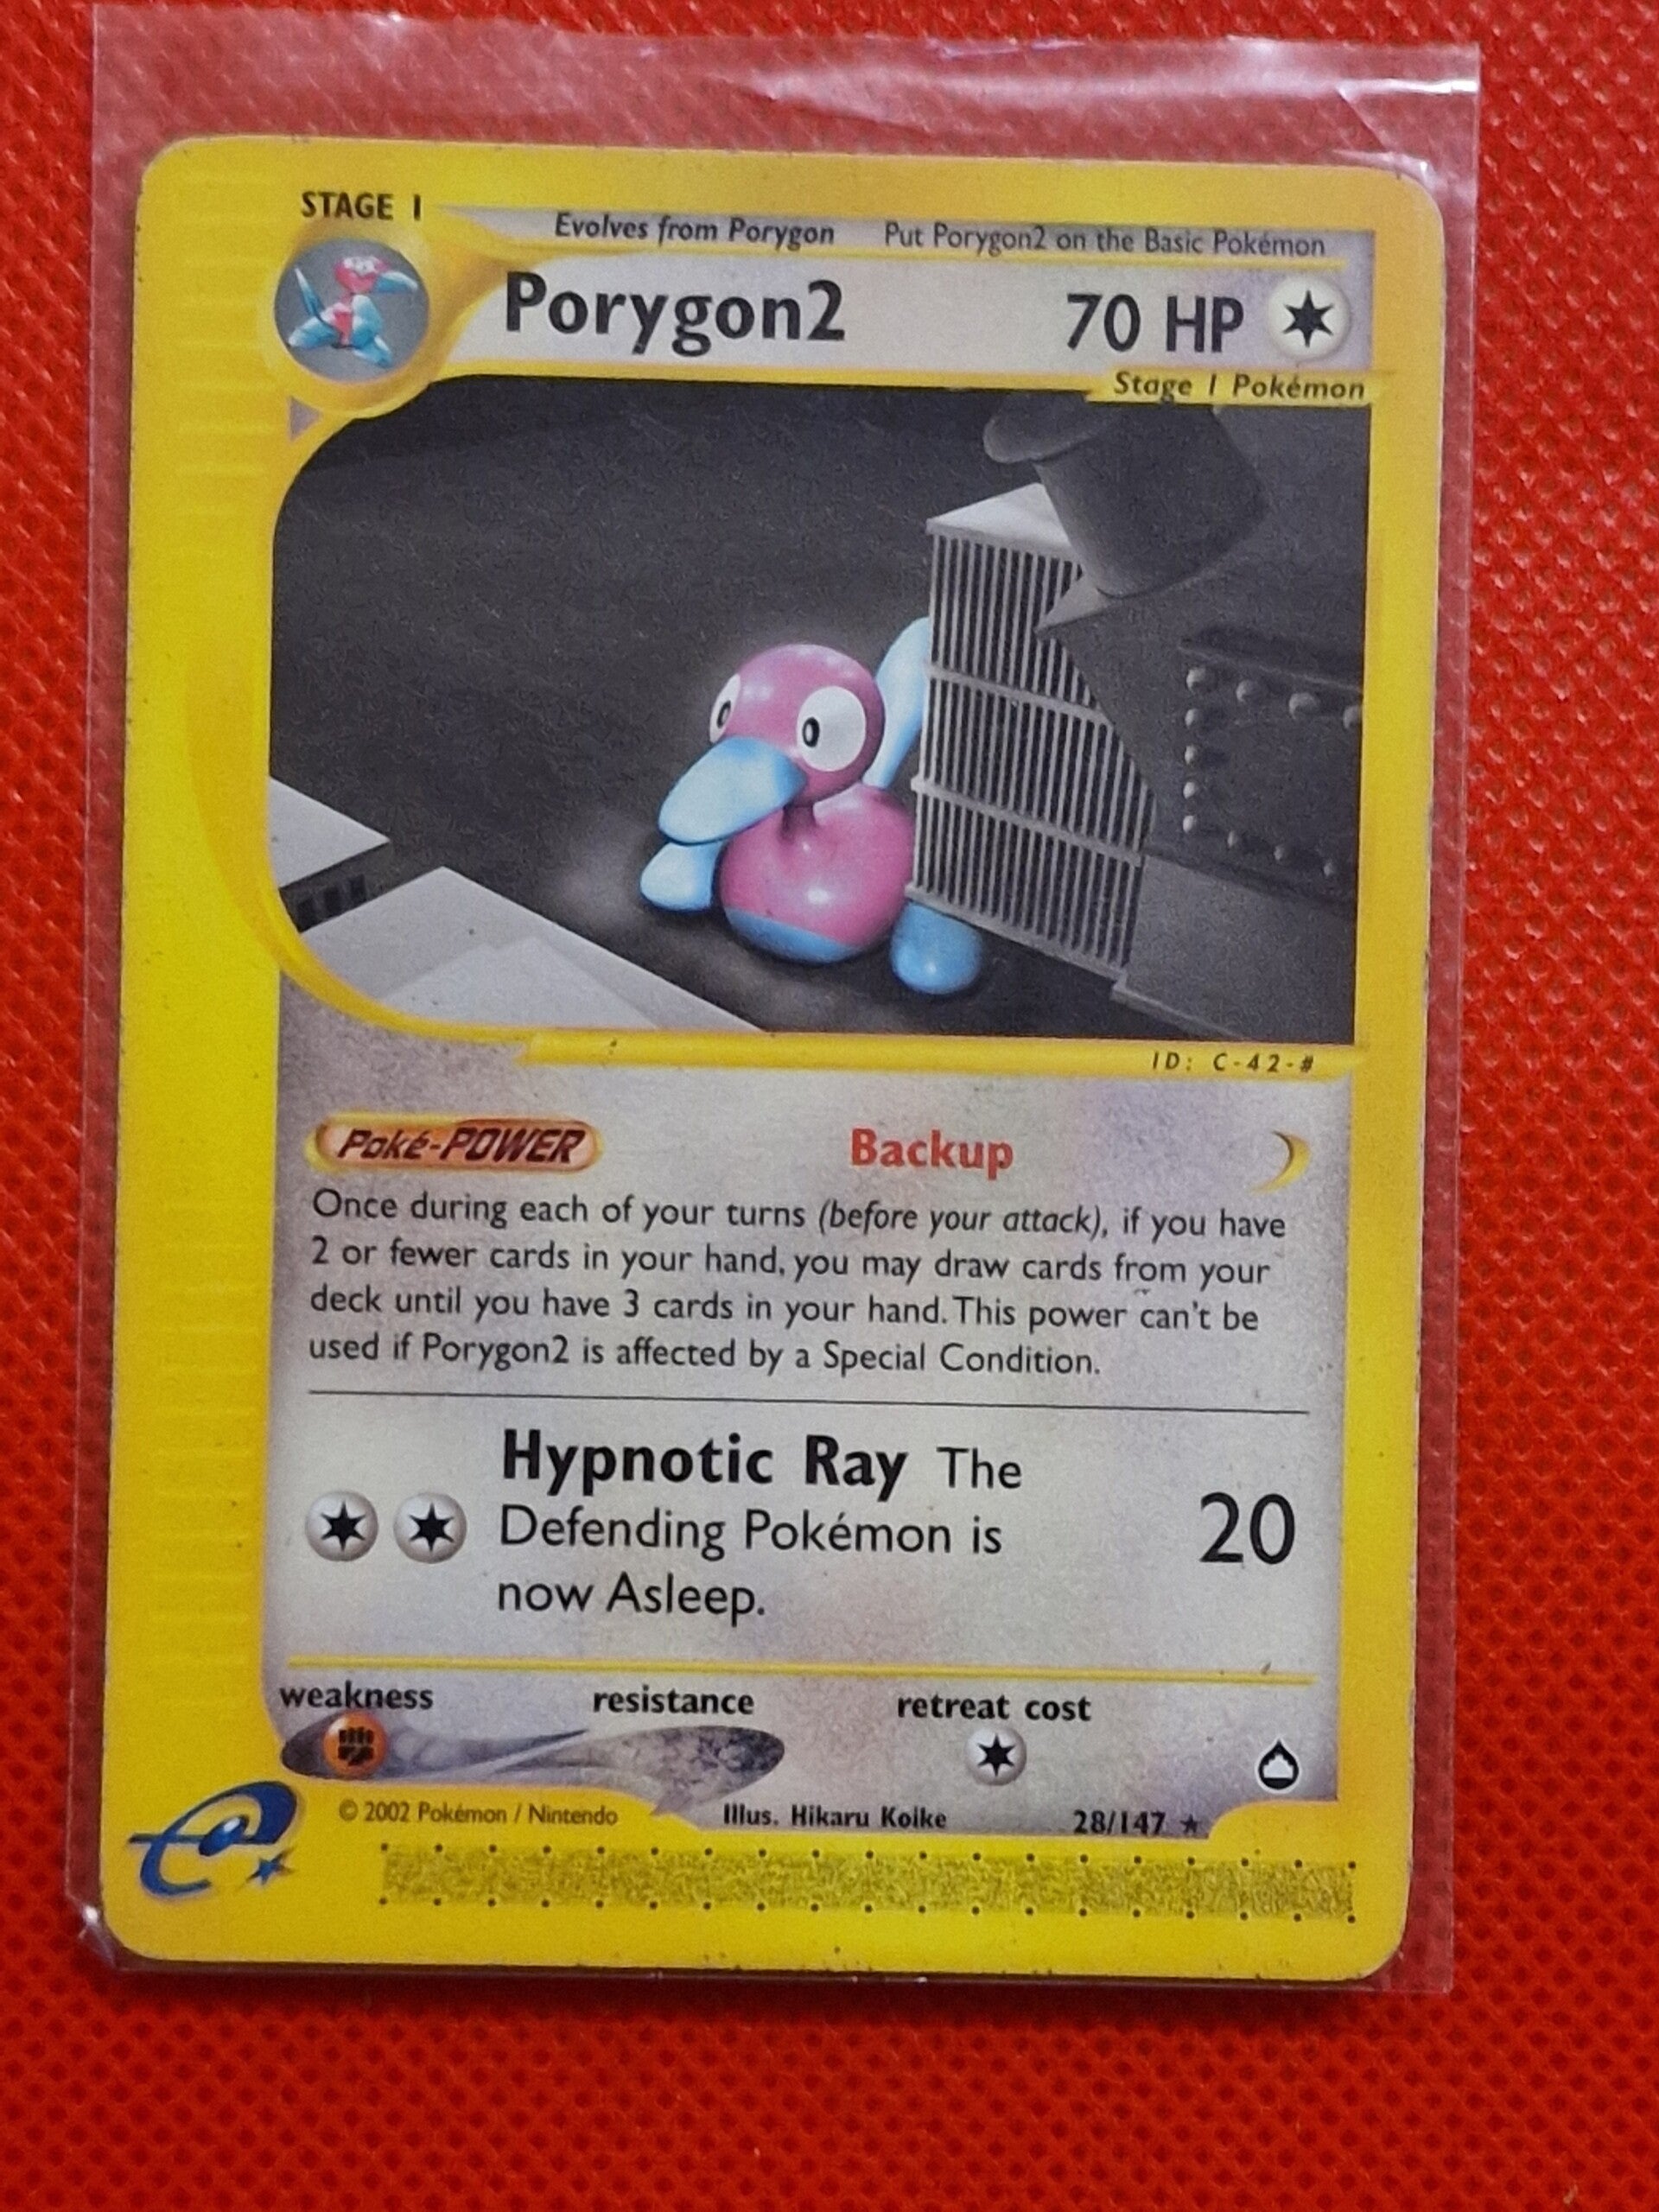 STAGE 1
Evolves from Porygon Put Porygon2 on the Basic Pokémon
Porygon2 70 HP
Stage 1 Pokémon
ID: C-42-#
Poké-POWER Backup
Once during each of your turns (before your attack), if you have
2 or fewer cards in your hand, you may draw cards from your
deck until you have 3 cards in your hand. This power can't be
used if Porygon2 is affected by a Special Condition.
Hypnotic Ray The
Defending Pokémon is
now Asleep.
20
weakness resistance retreat cost
© 2002 Pokémon / Nintendo Illus. Hikaru Koike 28/147 ★
e